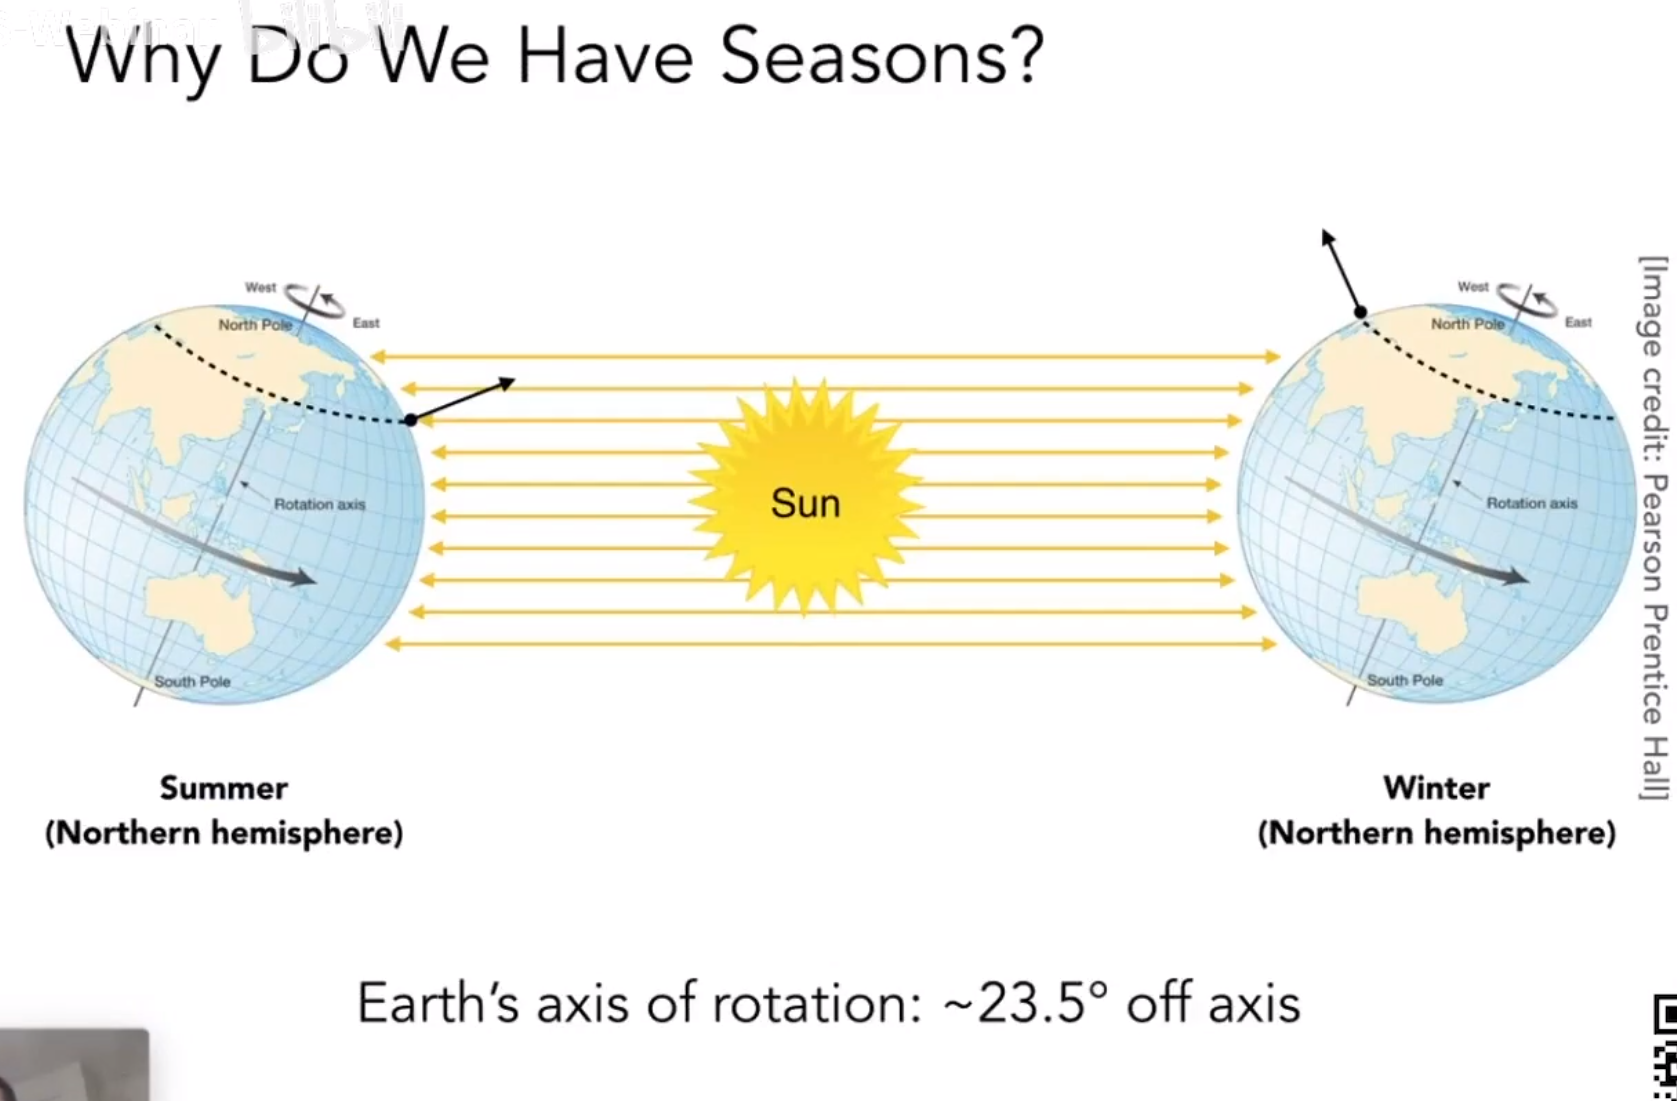 Why Do We Have Seasons?
West
North Pole
East
Rotation axis
South Pole
Sun
West
North Pole
East
Rotation axis
South Pole
[Image credit: Pearson Prentice Hall]
Summer
(Northern hemisphere)
Winter
(Northern hemisphere)
Earth's axis of rotation: ~23.5° off axis